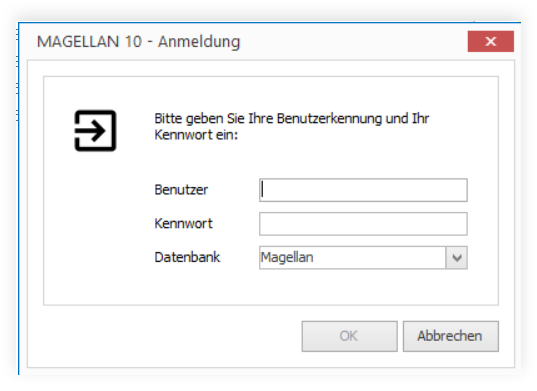 MAGELLAN 10 - Anmeldung
Bitte geben Sie Ihre Benutzerkennung und Ihr
Kennwort ein:
Benutzer
Kennwort
Datenbank Magellan
OK Abbrechen